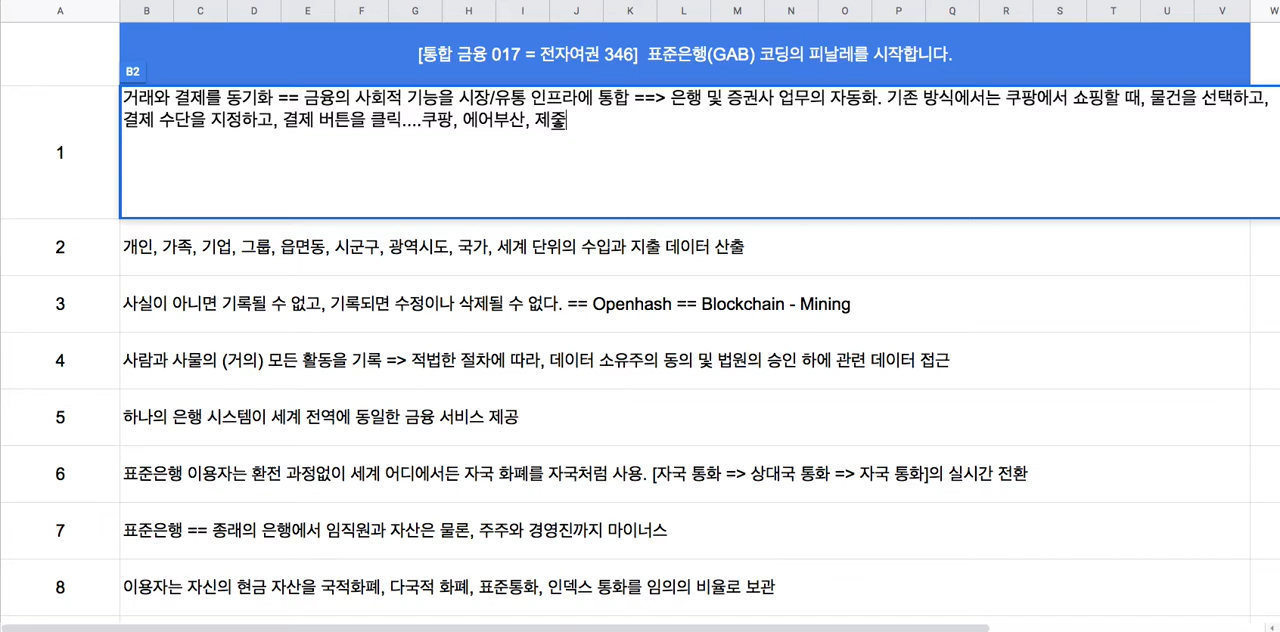 A B C D E F G H I J K L M N O P Q R S T U V W
[통합 금융 017 = 전자여권 346] 표준은행(GAB) 코딩의 피날레를 시작합니다.
B2
1 거래와 결제를 동기화 == 금융의 사회적 기능을 시장/유통 인프라에 통합 ==> 은행 및 증권사 업무의 자동화. 기존 방식에서는 쿠팡에서 쇼핑할 때, 물건을 선택하고,
결제 수단을 지정하고, 결제 버튼을 클릭....쿠팡, 에어부산, 제줗
2 개인, 가족, 기업, 그룹, 읍면동, 시군구, 광역시도, 국가, 세계 단위의 수입과 지출 데이터 산출
3 사실이 아니면 기록될 수 없고, 기록되면 수정이나 삭제될 수 없다. == Openhash == Blockchain - Mining
4 사람과 사물의 (거의) 모든 활동을 기록 => 적법한 절차에 따라, 데이터 소유주의 동의 및 법원의 승인 하에 관련 데이터 접근
5 하나의 은행 시스템이 세계 전역에 동일한 금융 서비스 제공
6 표준은행 이용자는 환전 과정없이 세계 어디에서든 자국 화폐를 자국처럼 사용. [자국 통화 => 상대국 통화 => 자국 통화]의 실시간 전환
7 표준은행 == 종래의 은행에서 임직원과 자산은 물론, 주주와 경영진까지 마이너스
8 이용자는 자신의 현금 자산을 국적화폐, 다국적 화폐, 표준통화, 인덱스 통화를 임의의 비율로 보관